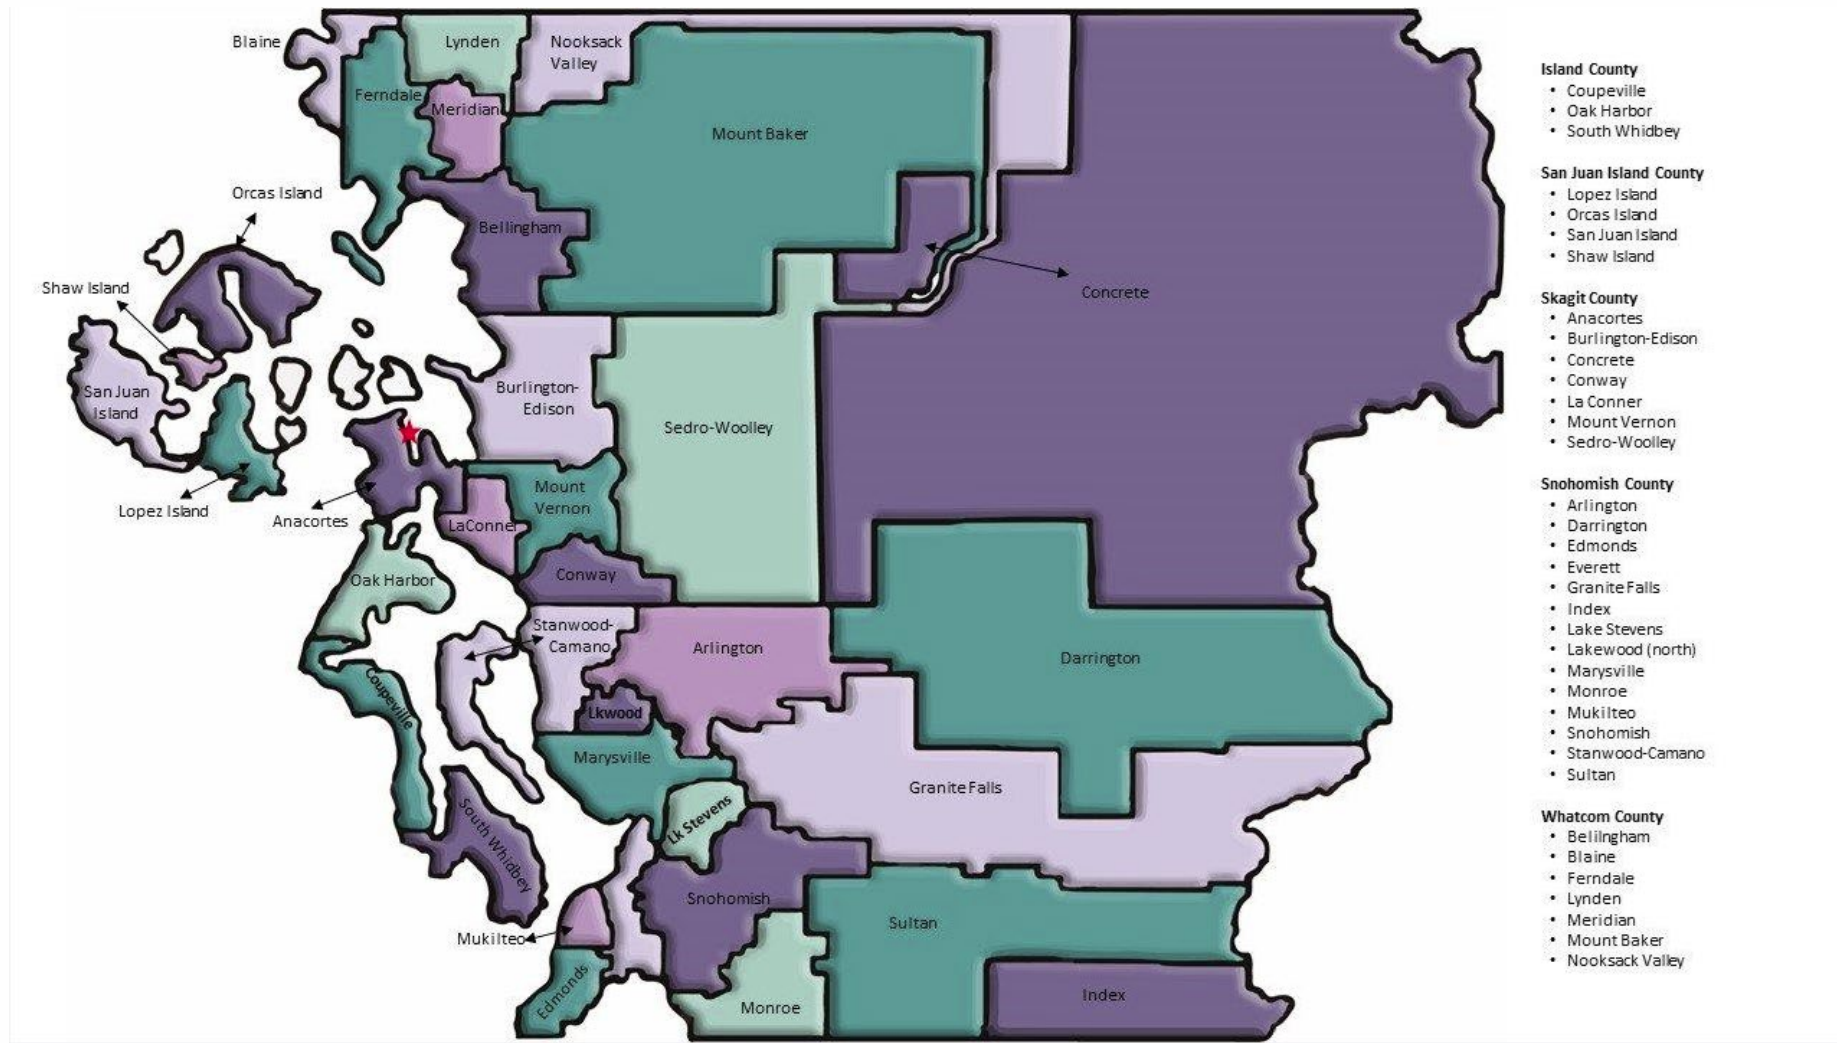 Blaine
Lynden
Nooksack
Valley
Ferndale
Meridian
Mount Baker
Orcas Island
Bellingham
Shaw Island
Concrete
San Juan
Island
Burlington-
Edison
Sedro-Woolley
Lopez Island
Anacortes
Mount
Vernon
LaConner
Conway
Oak Harbor
Stanwood-
Camano
Arlington
Darrington
Coupeville
Lkwood
Marysville
Granite Falls
Lk Stevens
South Whidbey
Snohomish
Sultan
Mukilteo
Edmonds
Monroe
Index
Island County
• Coupeville
• Oak Harbor
• South Whidbey
San Juan Island County
• Lopez Island
• Orcas Island
• San Juan Island
• Shaw Island
Skagit County
• Anacortes
• Burlington-Edison
• Concrete
• Conway
• La Conner
• Mount Vernon
• Sedro-Woolley
Snohomish County
• Arlington
• Darrington
• Edmonds
• Everett
• Granite Falls
• Index
• Lake Stevens
• Lakewood (north)
• Marysville
• Monroe
• Mukilteo
• Snohomish
• Stanwood-Camano
• Sultan
Whatcom County
• Belilngham
• Blaine
• Ferndale
• Lynden
• Meridian
• Mount Baker
• Nooksack Valley